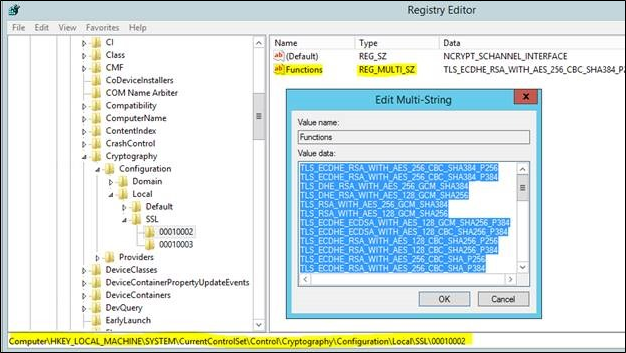 Registry Editor
File Edit View Favorites Help
CI
Class
CMF
CoDeviceInstallers
COM Name Arbiter
Compatibility
ComputerName
ContentIndex
CrashControl
Cryptography
Configuration
Domain
Local
Default
SSL
00010002
00010003
Providers
DeviceClasses
DeviceContainerPropertyUpdateEvents
DeviceContainers
DevQuery
EarlyLaunch
Name Type Data
(Default) REG_SZ NCRYPT_SCHANNEL_INTERFACE
Functions REG_MULTI_SZ TLS_ECDHE_RSA_WITH_AES_256_CBC_SHA384_P
Edit Multi-String
Value name:
Functions
Value data:
TLS_ECDHE_RSA_WITH_AES_256_CBC_SHA384_P256
TLS_ECDHE_RSA_WITH_AES_256_CBC_SHA384_P384
TLS_DHE_RSA_WITH_AES_256_GCM_SHA384
TLS_DHE_RSA_WITH_AES_128_GCM_SHA256
TLS_RSA_WITH_AES_256_GCM_SHA384
TLS_RSA_WITH_AES_128_GCM_SHA256
TLS_ECDHE_ECDSA_WITH_AES_128_GCM_SHA256_P384
TLS_ECDHE_ECDSA_WITH_AES_128_CBC_SHA256_P384
TLS_ECDHE_RSA_WITH_AES_128_CBC_SHA256_P256
TLS_ECDHE_RSA_WITH_AES_128_CBC_SHA256_P384
TLS_ECDHE_RSA_WITH_AES_256_CBC_SHA_P256
TLS_ECDHE_RSA_WITH_AES_256_CBC_SHA_P384
OK Cancel
Computer\HKEY_LOCAL_MACHINE\SYSTEM\CurrentControlSet\Control\Cryptography\Configuration\Local\SSL\00010002